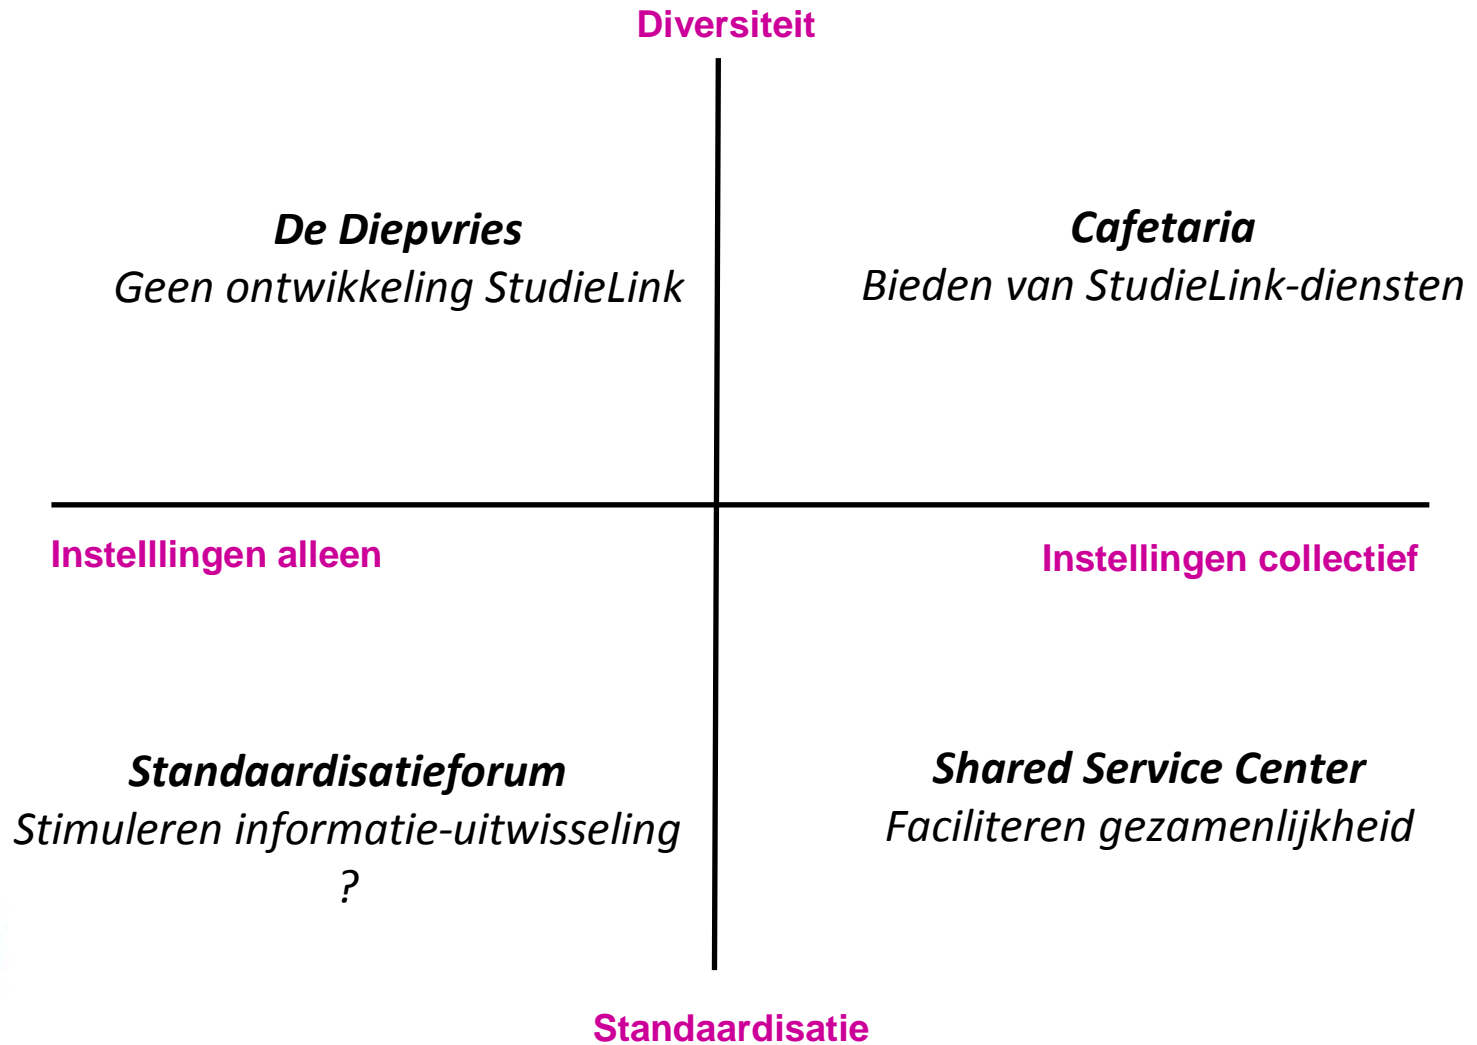 Diversiteit
De Diepvries
Geen ontwikkeling StudieLink
Cafetaria
Bieden van StudieLink-diensten
Instelllingen alleen
Instellingen collectief
Standaardisatieforum
Stimuleren informatie-uitwisseling
?
Shared Service Center
Faciliteren gezamenlijkheid
Standaardisatie